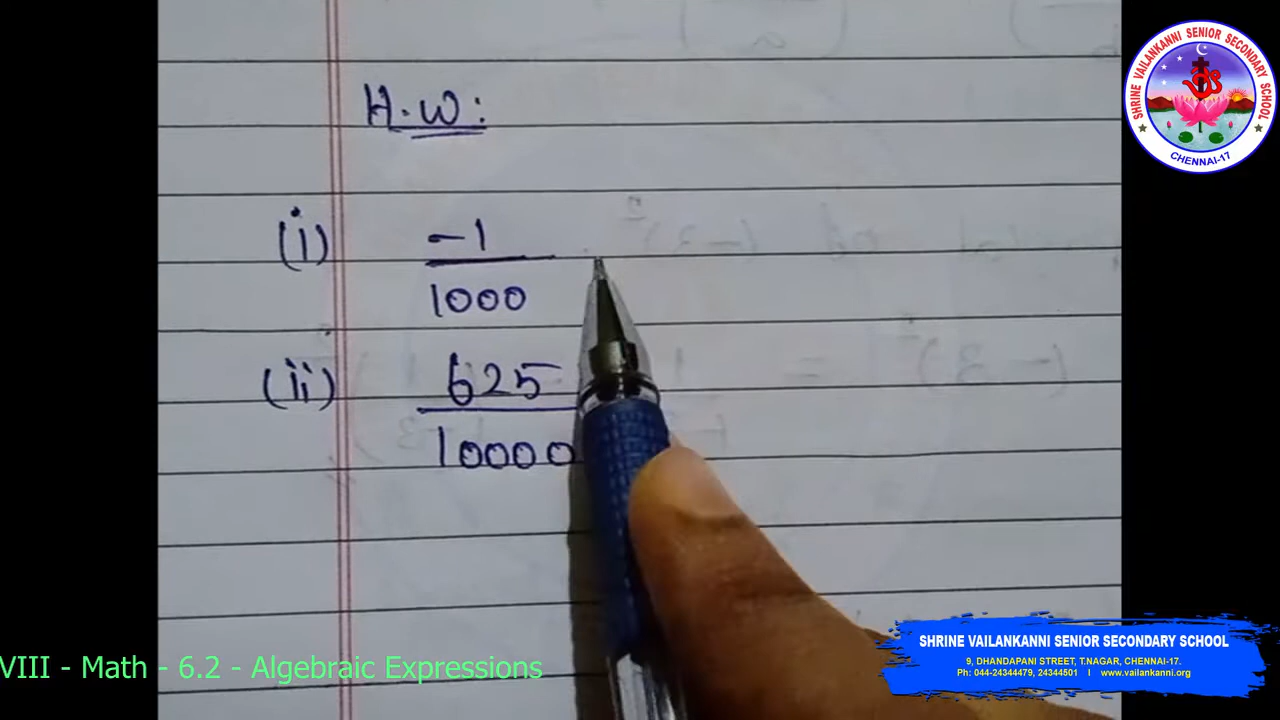 H.W:
(i) -1/1000
(ii) 625/10000
SHRINE VAILANKANNI SENIOR SECONDARY SCHOOL
CHENNAI-17
VIII - Math - 6.2 - Algebraic Expressions
SHRINE VAILANKANNI SENIOR SECONDARY SCHOOL
9, DHANDAPANI STREET, T.NAGAR, CHENNAI-17.
Ph: 044-24344479, 24344501 I www.vailankanni.org